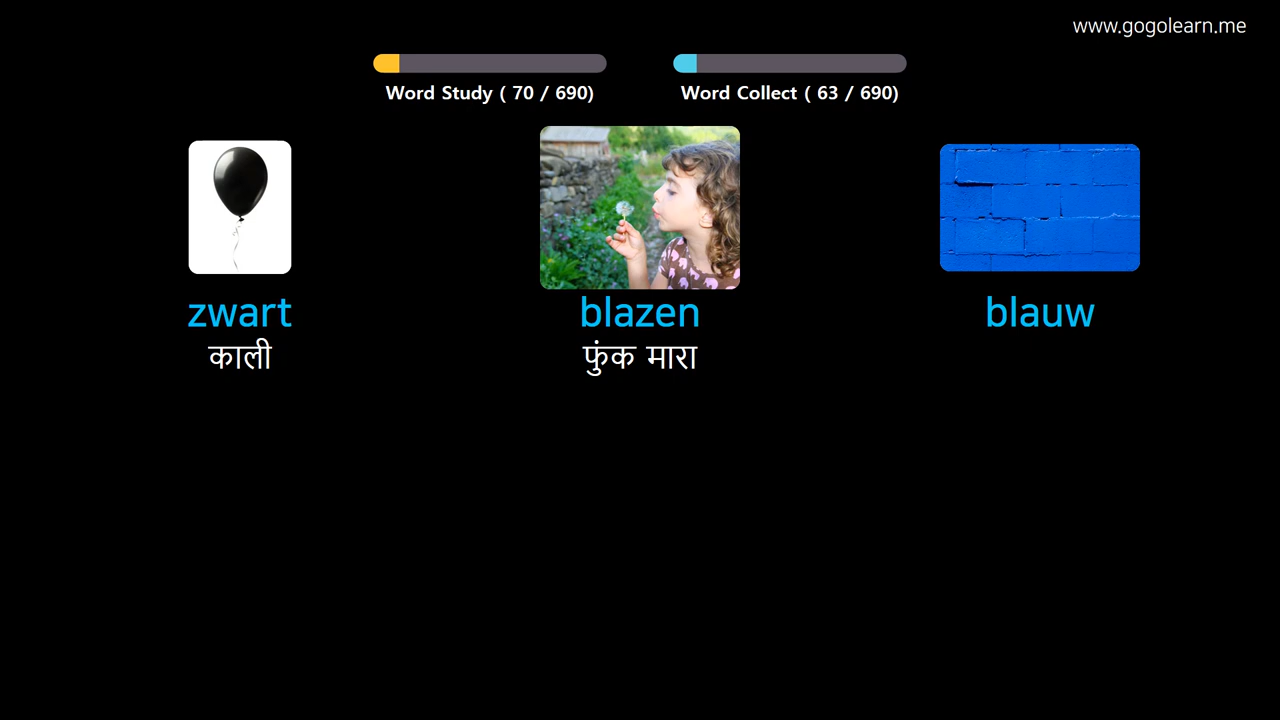 www.gogolearn.me
Word Study ( 70 / 690)
Word Collect ( 63 / 690)
zwart
blazen
blauw
काली
फुंक मारा